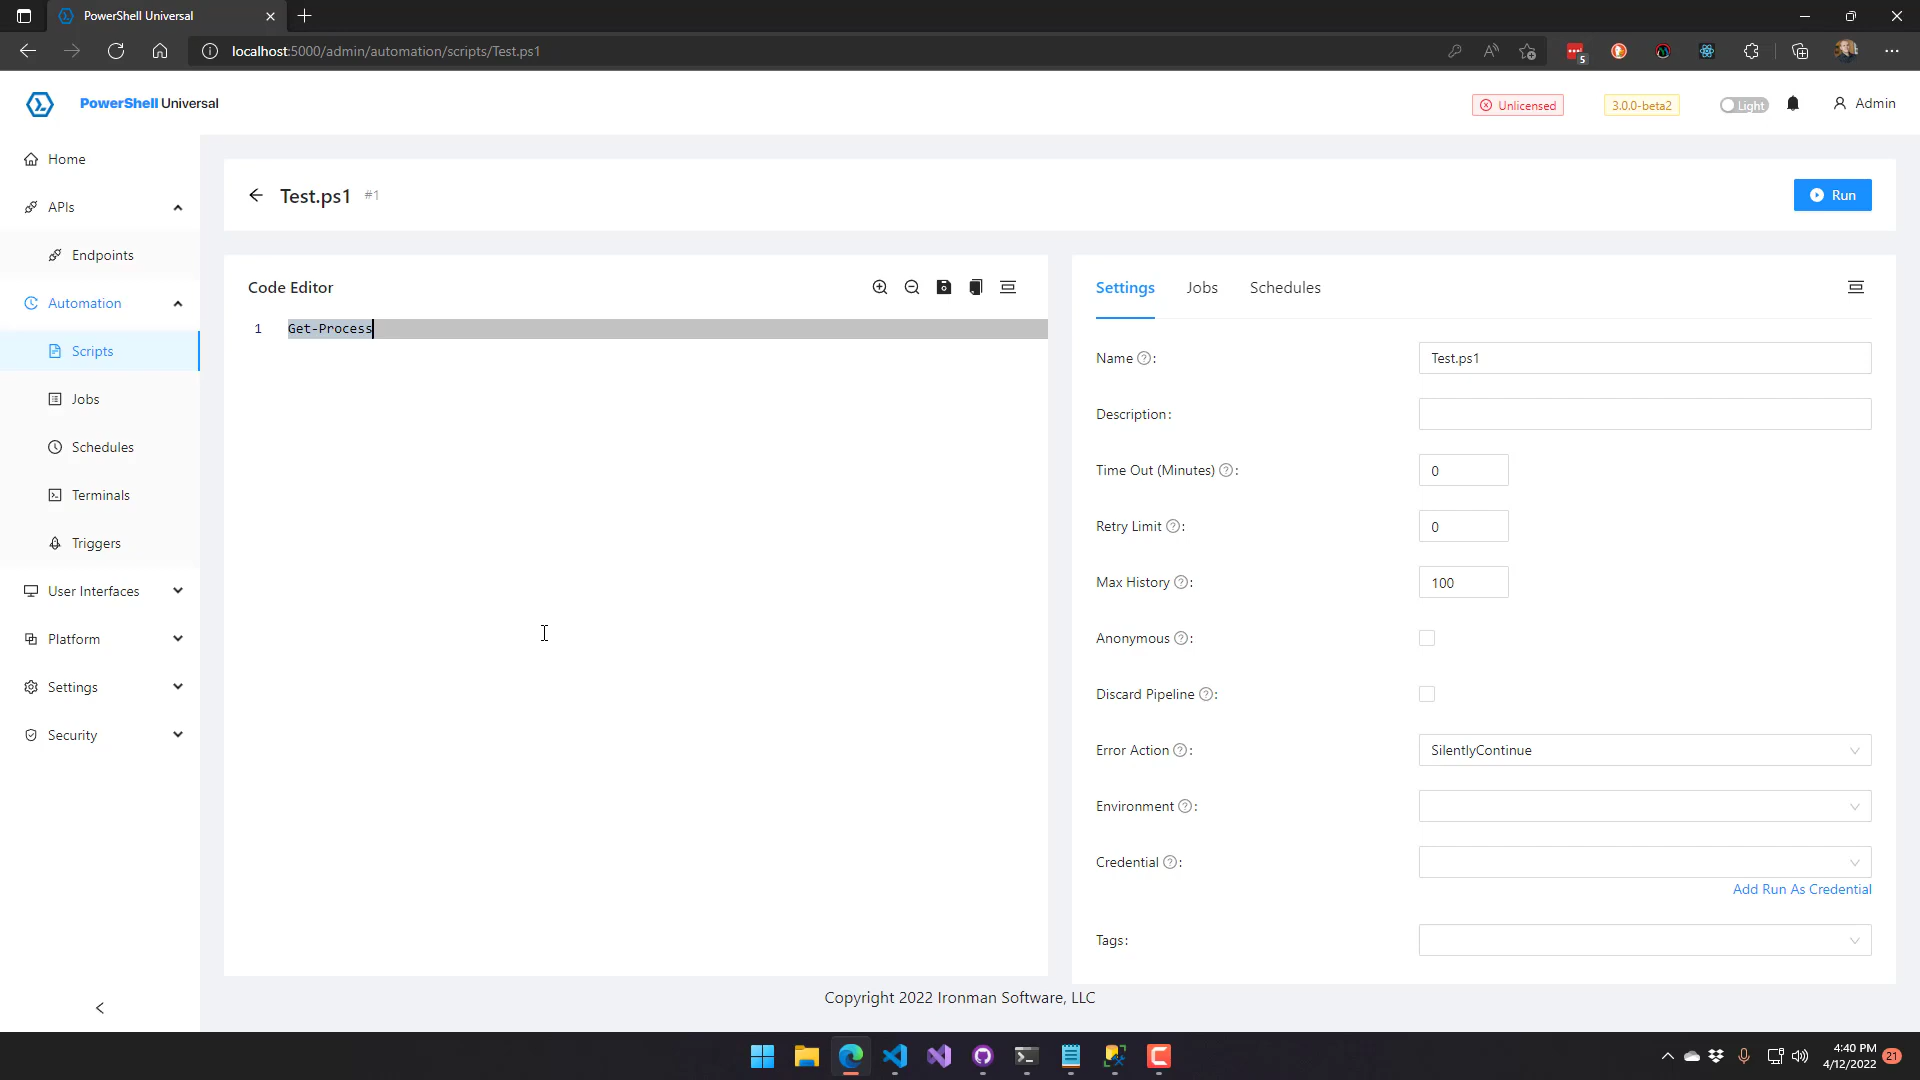 PowerShell Universal
localhost:5000/admin/automation/scripts/Test.ps1
5
PowerShell Universal
Unlicensed
3.0.0-beta2
Light
Admin
Home
APIs
Endpoints
Automation
Scripts
Jobs
Schedules
Terminals
Triggers
User Interfaces
Platform
Settings
Security
Test.ps1 #1
Run
Code Editor
1 Get-Process
Settings Jobs Schedules
Name ?: Test.ps1
Description:
Time Out (Minutes) ?: 0
Retry Limit ?: 0
Max History ?: 100
Anonymous ?:
Discard Pipeline ?:
Error Action ?: SilentlyContinue
Environment ?:
Credential ?:
Add Run As Credential
Tags:
Copyright 2022 Ironman Software, LLC
4:40 PM
4/12/2022
21